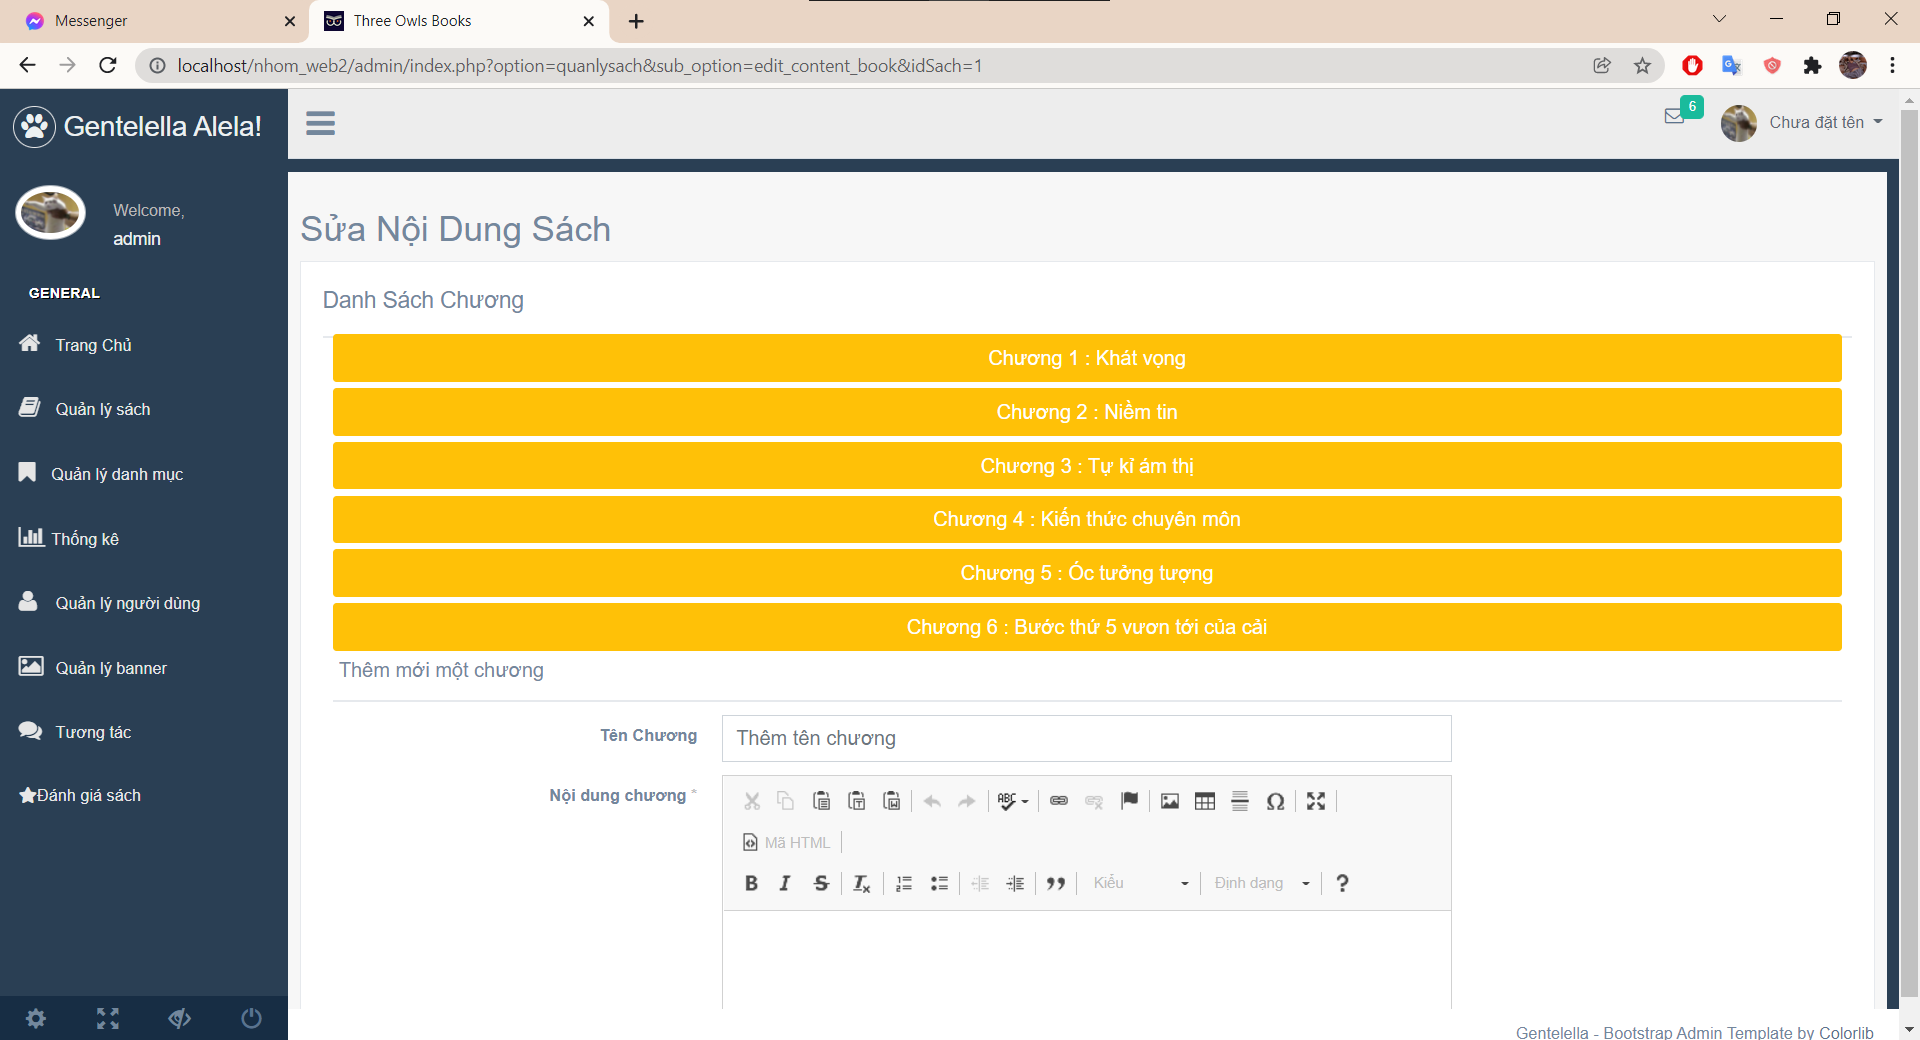 Messenger
Three Owls Books
localhost/nhom_web2/admin/index.php?option=quanlysach&sub_option=edit_content_book&idSach=1
Gentelella Alela!
6
Chưa đặt tên
Welcome,
admin
GENERAL
Trang Chủ
Quản lý sách
Quản lý danh mục
Thống kê
Quản lý người dùng
Quản lý banner
Tương tác
Đánh giá sách
Sửa Nội Dung Sách
Danh Sách Chương
Chương 1 : Khát vọng
Chương 2 : Niềm tin
Chương 3 : Tự kỉ ám thị
Chương 4 : Kiến thức chuyên môn
Chương 5 : Óc tưởng tượng
Chương 6 : Bước thứ 5 vươn tới của cải
Thêm mới một chương
Tên Chương
Thêm tên chương
Nội dung chương *
Mã HTML
Kiểu
Định dạng
Gentelella - Bootstrap Admin Template by Colorlib